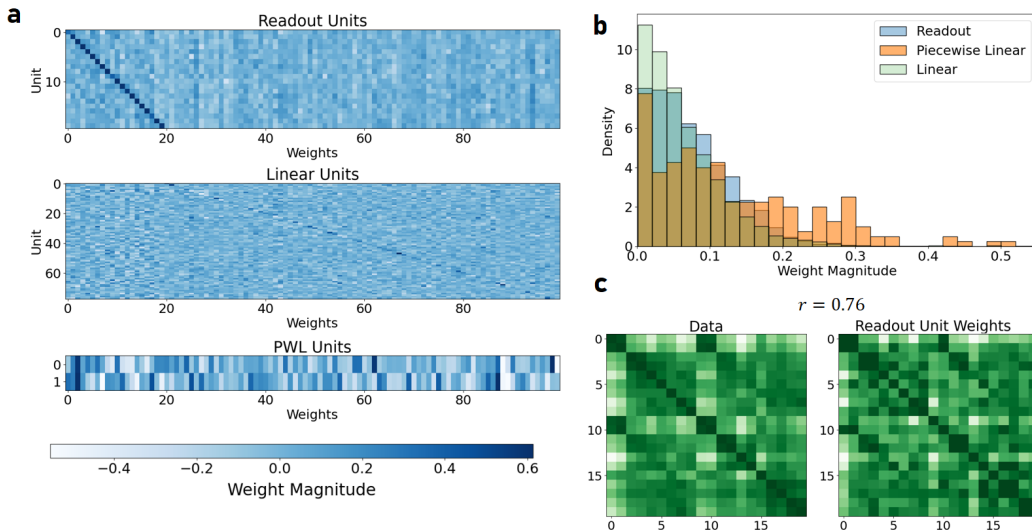 a
Readout Units
0
10
Unit
0
20
40
60
80
Weights
Linear Units
0
20
40
60
Unit
0
20
40
60
80
Weights
PWL Units
0
1
Unit
0
20
40
60
80
Weights
−0.4
−0.2
0.0
0.2
0.4
0.6
Weight Magnitude
b
Readout
Piecewise Linear
Linear
10
8
6
4
2
0
Density
0.0
0.1
0.2
0.3
0.4
0.5
Weight Magnitude
c
r = 0.76
Data
0
5
10
15
0
5
10
15
Readout Unit Weights
0
5
10
15
0
5
10
15